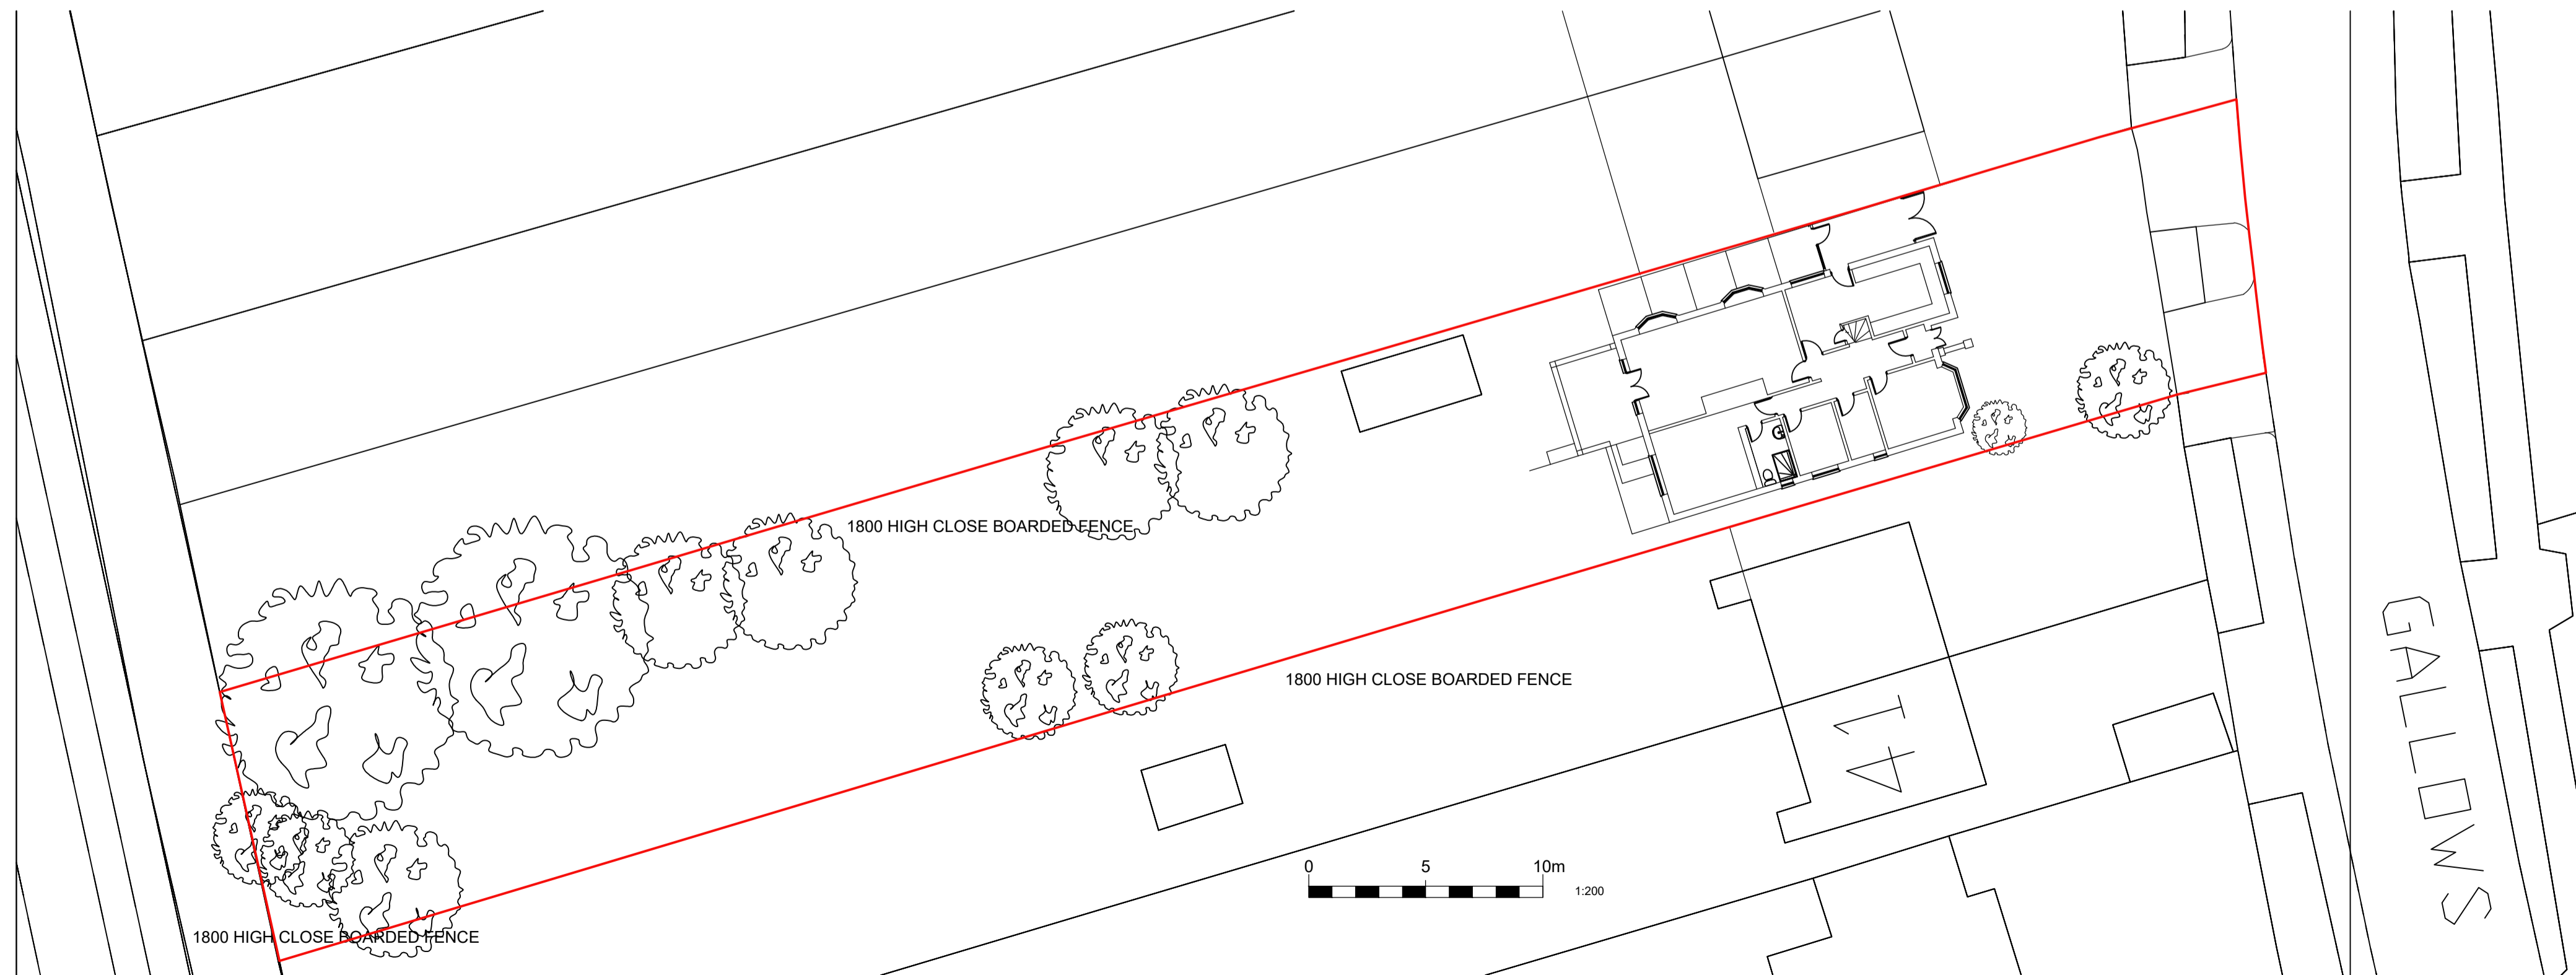 1800 HIGH CLOSE BOARDED FENCE
1800 HIGH CLOSE BOARDED FENCE
41
GALLOWS
0 5 10m
1:200
1800 HIGH CLOSE BOARDED FENCE